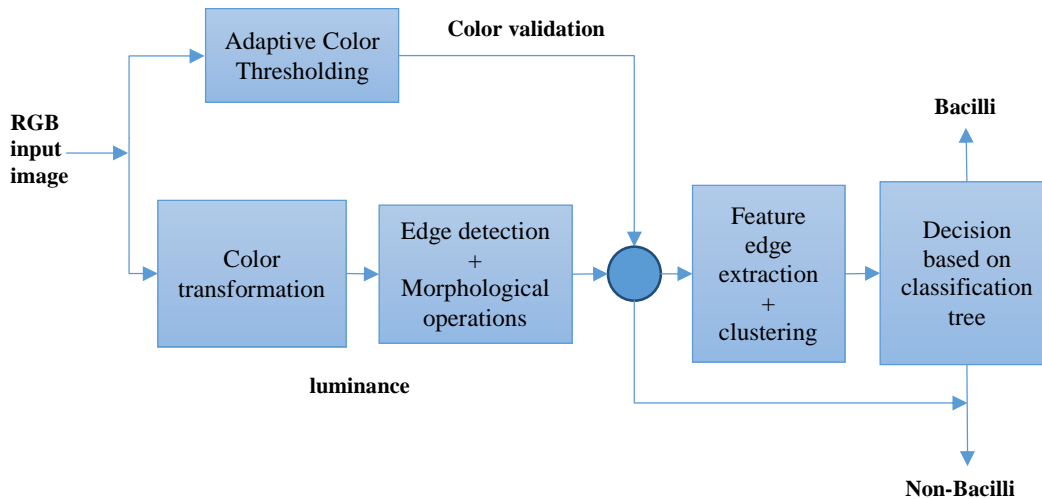 Color validation
Adaptive Color
Thresholding
RGB
input
image
Bacilli
Color
transformation
Edge detection
+
Morphological
operations
Feature
edge
extraction
+
clustering
Decision
based on
classification
tree
luminance
Non-Bacilli